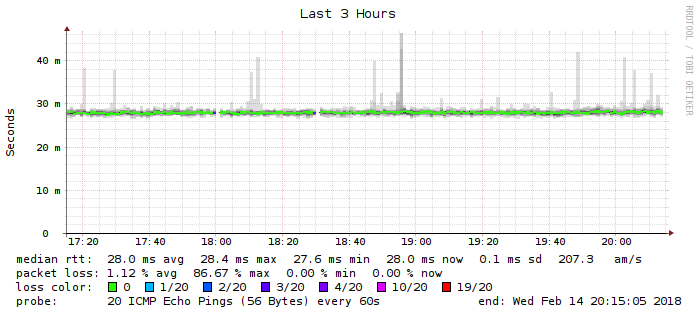 Last 3 Hours
RRDTOOL / TOBI OETIKER
Seconds
40 m
30 m
20 m
10 m
0
17:20 17:40 18:00 18:20 18:40 19:00 19:20 19:40 20:00
median rtt: 28.0 ms avg 28.4 ms max 27.6 ms min 28.0 ms now 0.1 ms sd 207.3 am/s
packet loss: 1.12 % avg 86.67 % max 0.00 % min 0.00 % now
loss color: 0 1/20 2/20 3/20 4/20 10/20 19/20
probe: 20 ICMP Echo Pings (56 Bytes) every 60s end: Wed Feb 14 20:15:05 2018